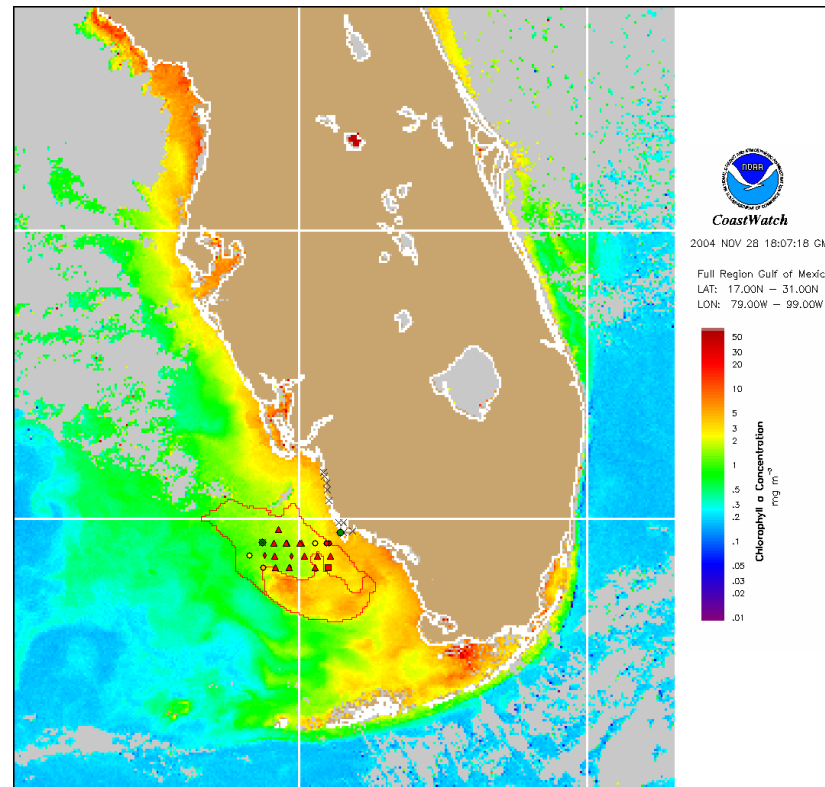 NOAA
CoastWatch
2004 NOV 28 18:07:18 GM
Full Region Gulf of Mexic
LAT: 17.00N – 31.00N
LON: 79.00W – 99.00W
50
30
20
10
5
3
2
1
.5
.3
.2
.1
.05
.03
.02
.01
Chlorophyll a Concentration
mg m⁻³